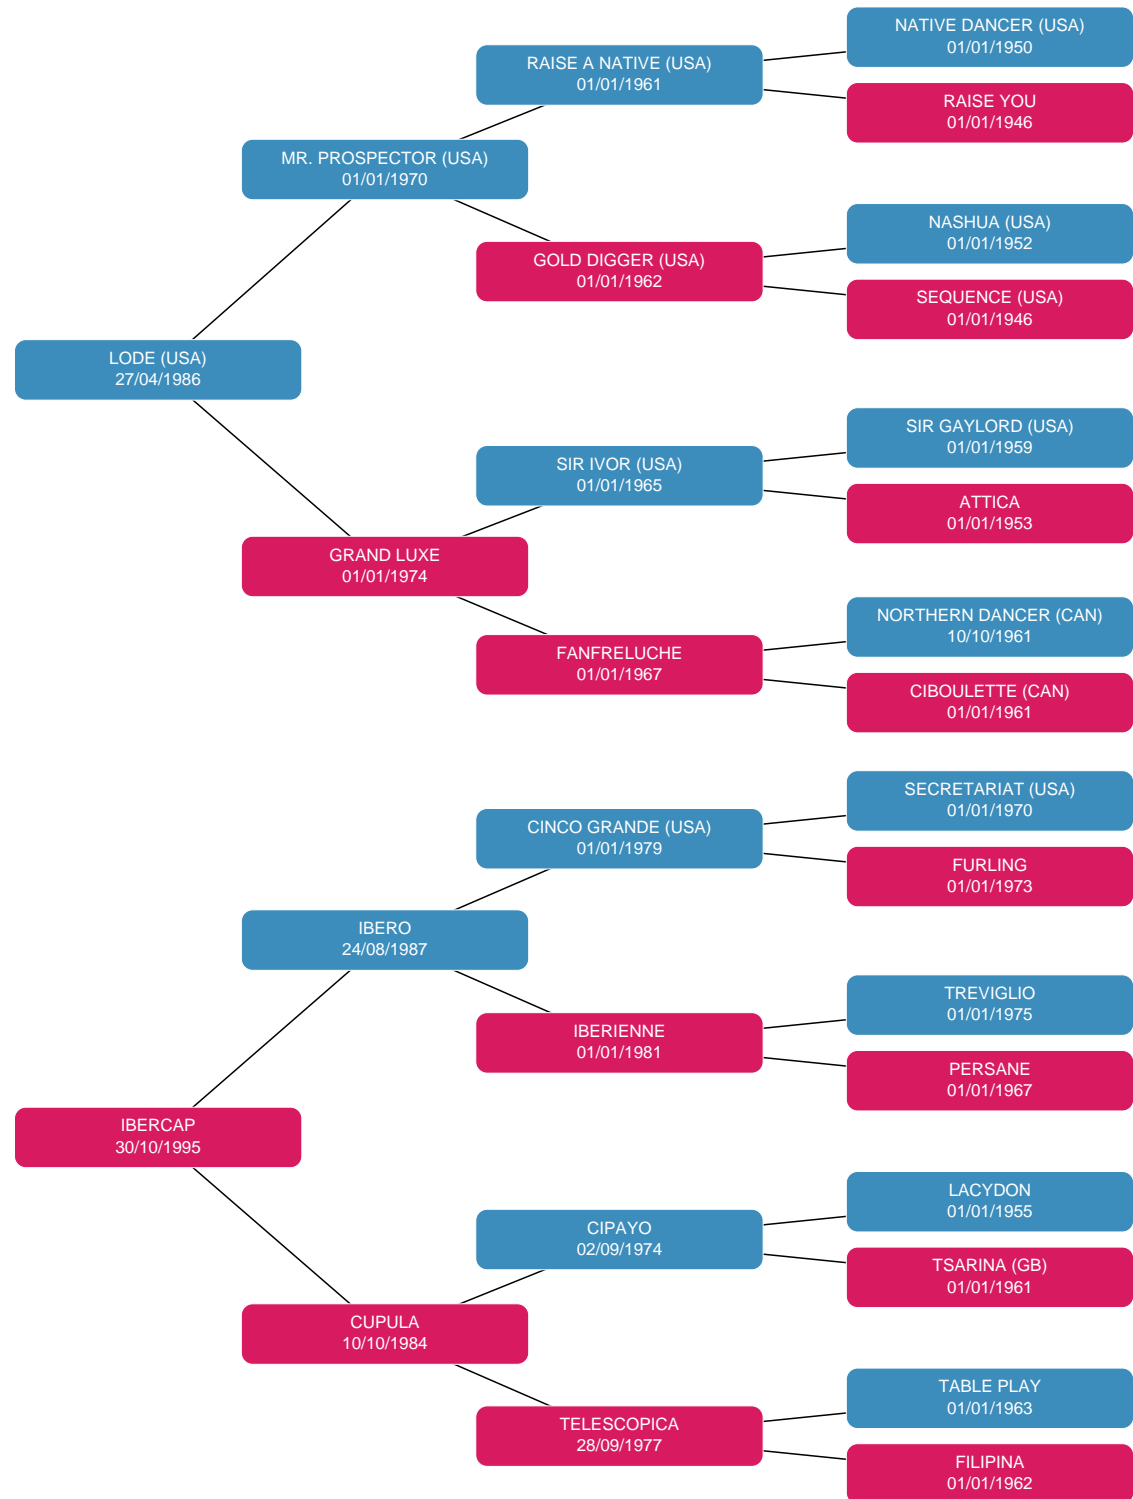 NATIVE DANCER (USA)
01/01/1950
RAISE A NATIVE (USA)
01/01/1961
RAISE YOU
01/01/1946
MR. PROSPECTOR (USA)
01/01/1970
NASHUA (USA)
01/01/1952
GOLD DIGGER (USA)
01/01/1962
SEQUENCE (USA)
01/01/1946
LODE (USA)
27/04/1986
SIR GAYLORD (USA)
01/01/1959
SIR IVOR (USA)
01/01/1965
ATTICA
01/01/1953
GRAND LUXE
01/01/1974
NORTHERN DANCER (CAN)
10/10/1961
FANFRELUCHE
01/01/1967
CIBOULETTE (CAN)
01/01/1961
SECRETARIAT (USA)
01/01/1970
CINCO GRANDE (USA)
01/01/1979
FURLING
01/01/1973
IBERO
24/08/1987
TREVIGLIO
01/01/1975
IBERIENNE
01/01/1981
PERSANE
01/01/1967
IBERCAP
30/10/1995
LACYDON
01/01/1955
CIPAYO
02/09/1974
TSARINA (GB)
01/01/1961
CUPULA
10/10/1984
TABLE PLAY
01/01/1963
TELESCOPICA
28/09/1977
FILIPINA
01/01/1962